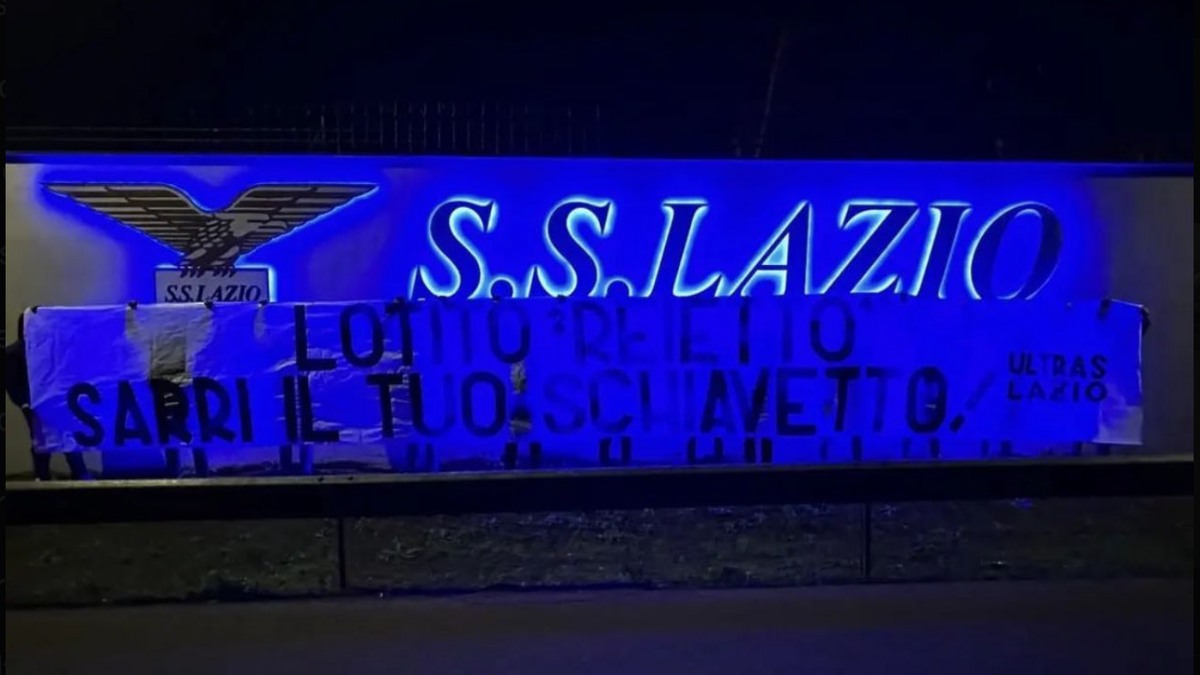 S.S.LAZIO
S.S.LAZIO
LOTITO "REIETTO"
SARRI IL TUO SCHIAVETTO!
ULTRAS
LAZIO